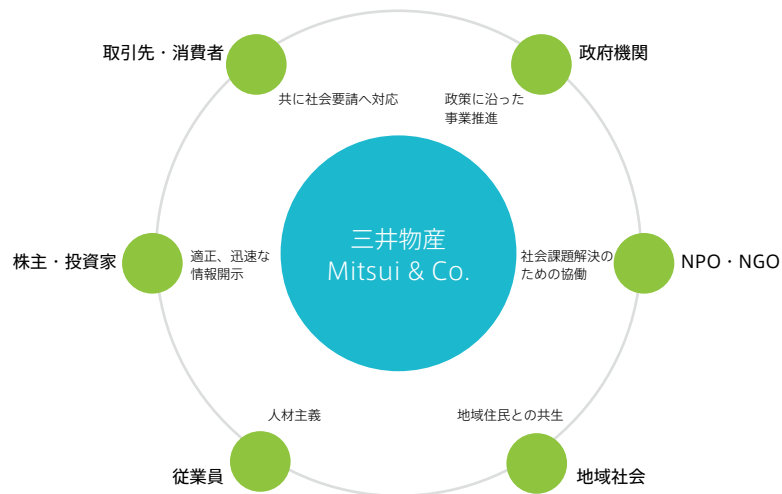 取引先・消費者
政府機関
共に社会要請へ対応
政策に沿った
事業推進
三井物産
Mitsui & Co.
株主・投資家
適正、迅速な
情報開示
社会課題解決の
ための協働
NPO・NGO
人材主義
地域住民との共生
従業員
地域社会